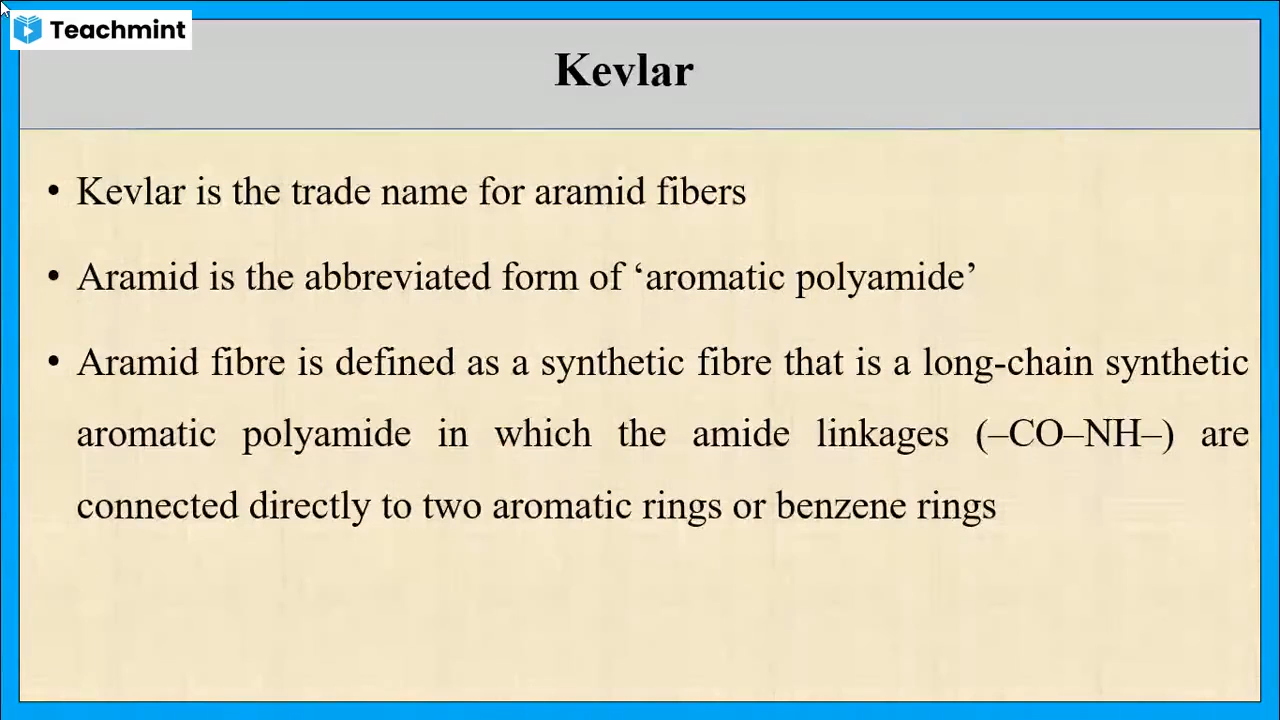 Teachmint
Kevlar
• Kevlar is the trade name for aramid fibers
• Aramid is the abbreviated form of ‘aromatic polyamide’
• Aramid fibre is defined as a synthetic fibre that is a long-chain synthetic
aromatic polyamide in which the amide linkages (–CO–NH–) are
connected directly to two aromatic rings or benzene rings